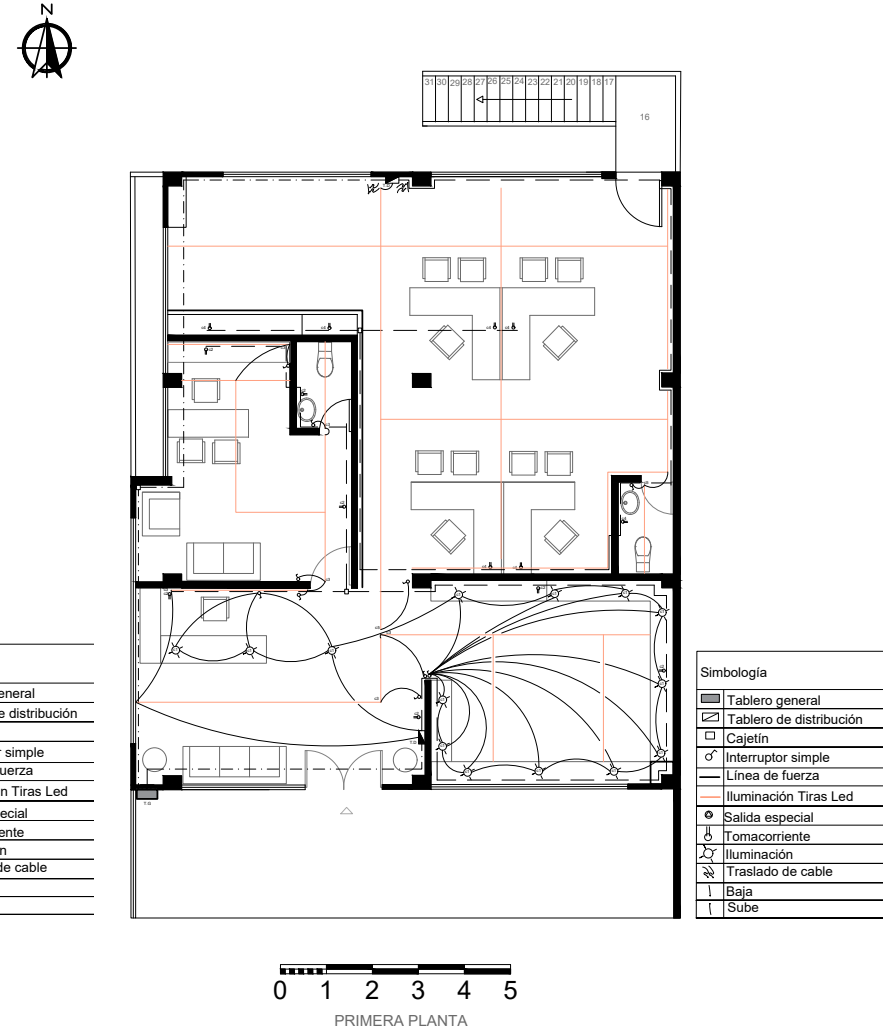 N
31 30 29 28 27 26 25 24 23 22 21 20 19 18 17
16
eneral
e distribución
r simple
uerza
n Tiras Led
pecial
ente
n
de cable
Simbología
Tablero general
Tablero de distribución
Cajetín
Interruptor simple
Línea de fuerza
Iluminación Tiras Led
Salida especial
Tomacorriente
Iluminación
Traslado de cable
Baja
Sube
0 1 2 3 4 5
PRIMERA PLANTA